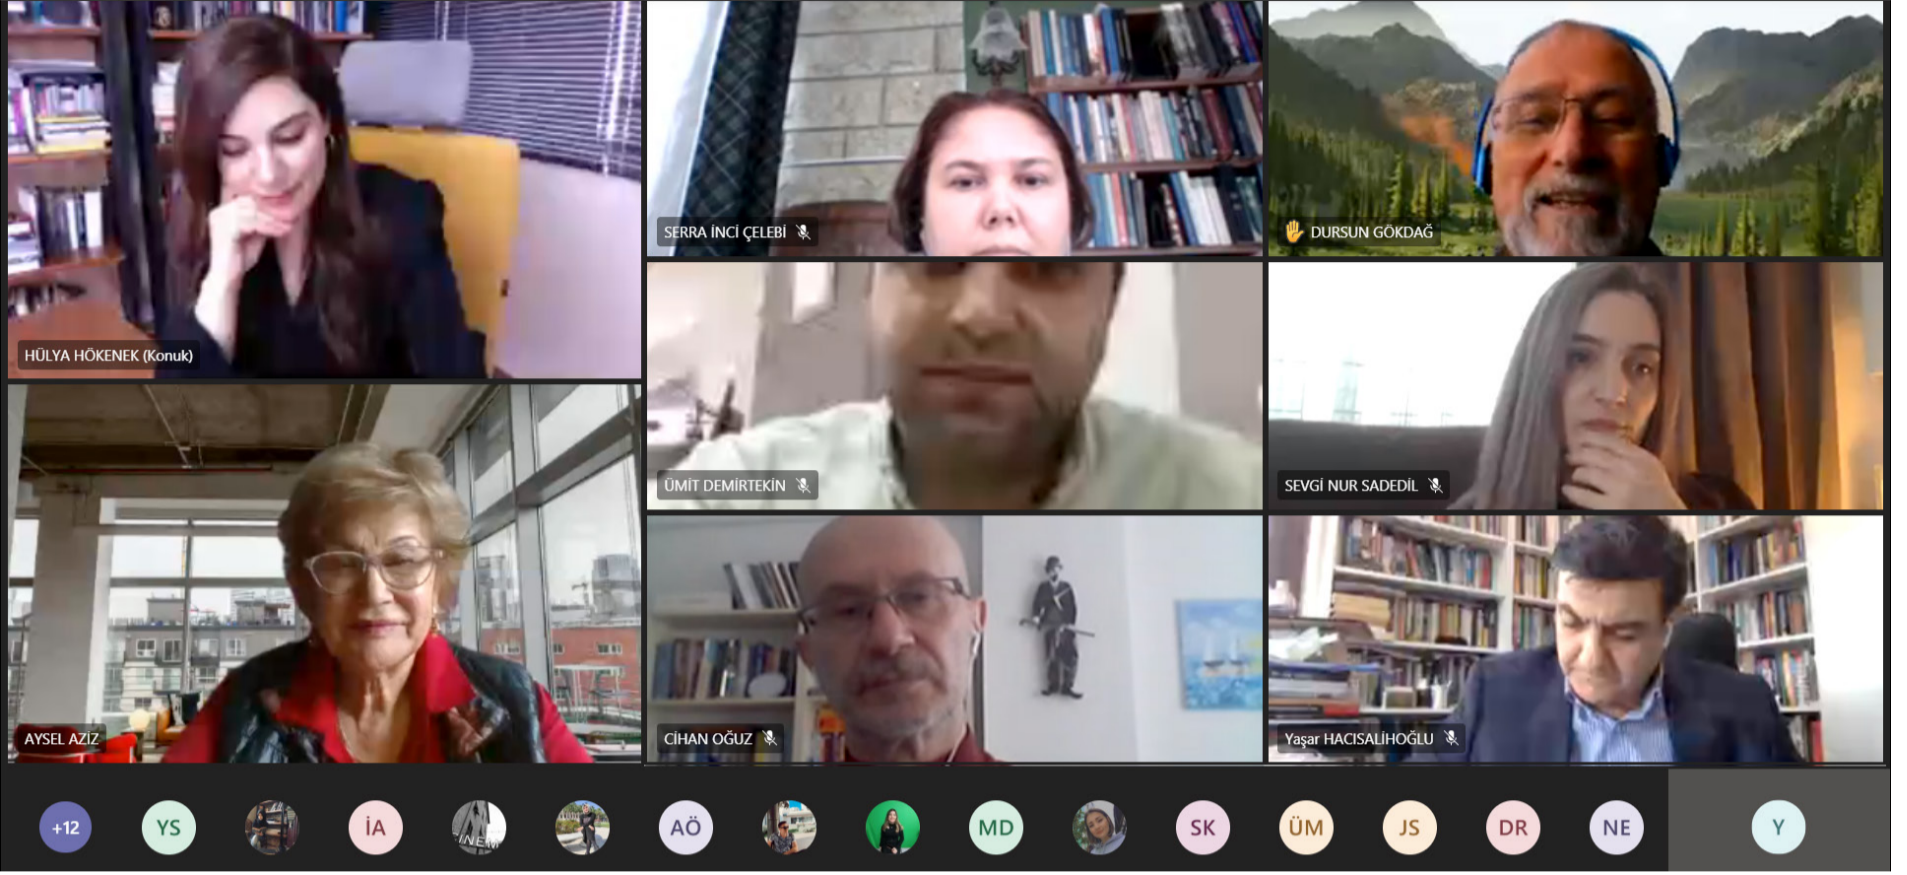 HÜLYA HÖKENEK (Konuk)
SERRA İNCİ ÇELEBİ
DURSUN GÖKDAĞ
ÜMİT DEMİRTEKİN
SEVGİ NUR SADEDİL
AYSEL AZİZ
CİHAN OĞUZ
Yaşar HACISALİHOĞLU
+12
YS
İA
AÖ
MD
SK
ÜM
JS
DR
NE
Y